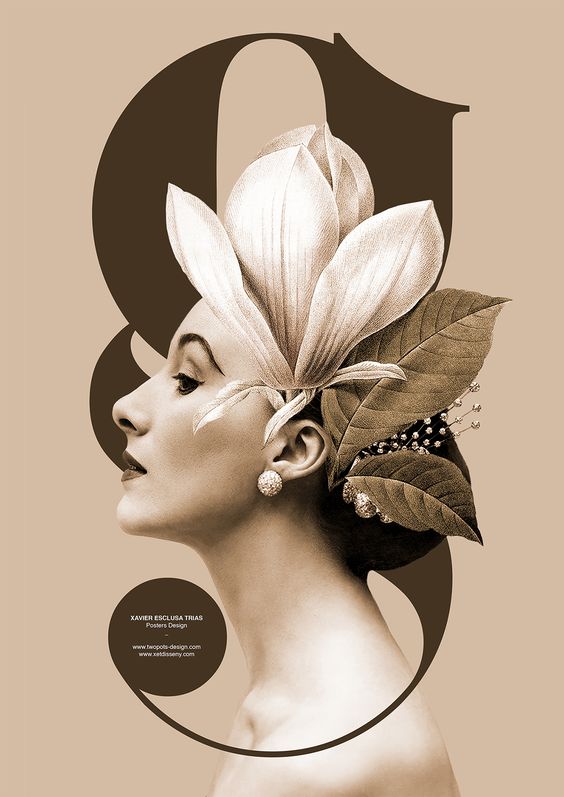 g
XAVIER ESCLUSA TRIAS
Posters Design
–
www.twopots-design.com
www.xetdisseny.com